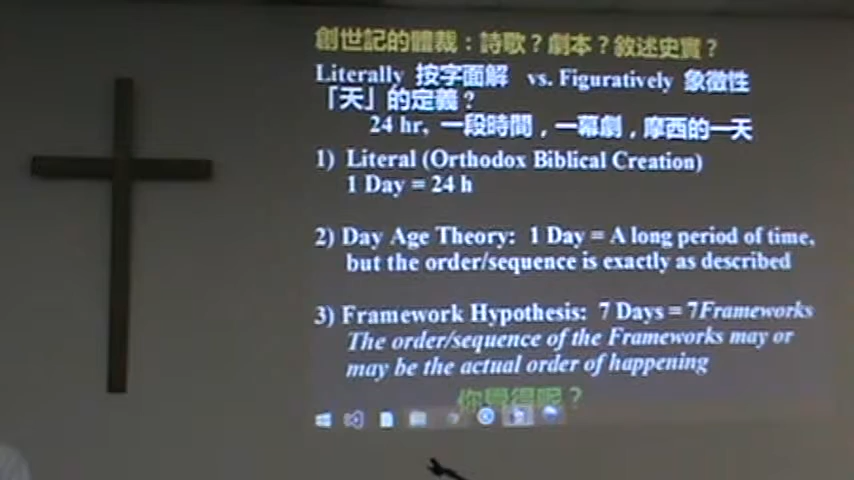 創世記的體裁：詩歌？劇本？敘述史實？
Literally 按字面解 vs. Figuratively 象徵性
「天」的定義？
24 hr, 一段時間，一幕劇，摩西的一天
1) Literal (Orthodox Biblical Creation)
1 Day = 24 h
2) Day Age Theory: 1 Day = A long period of time,
but the order/sequence is exactly as described
3) Framework Hypothesis: 7 Days = 7Frameworks
The order/sequence of the Frameworks may or
may be the actual order of happening
你覺得呢？